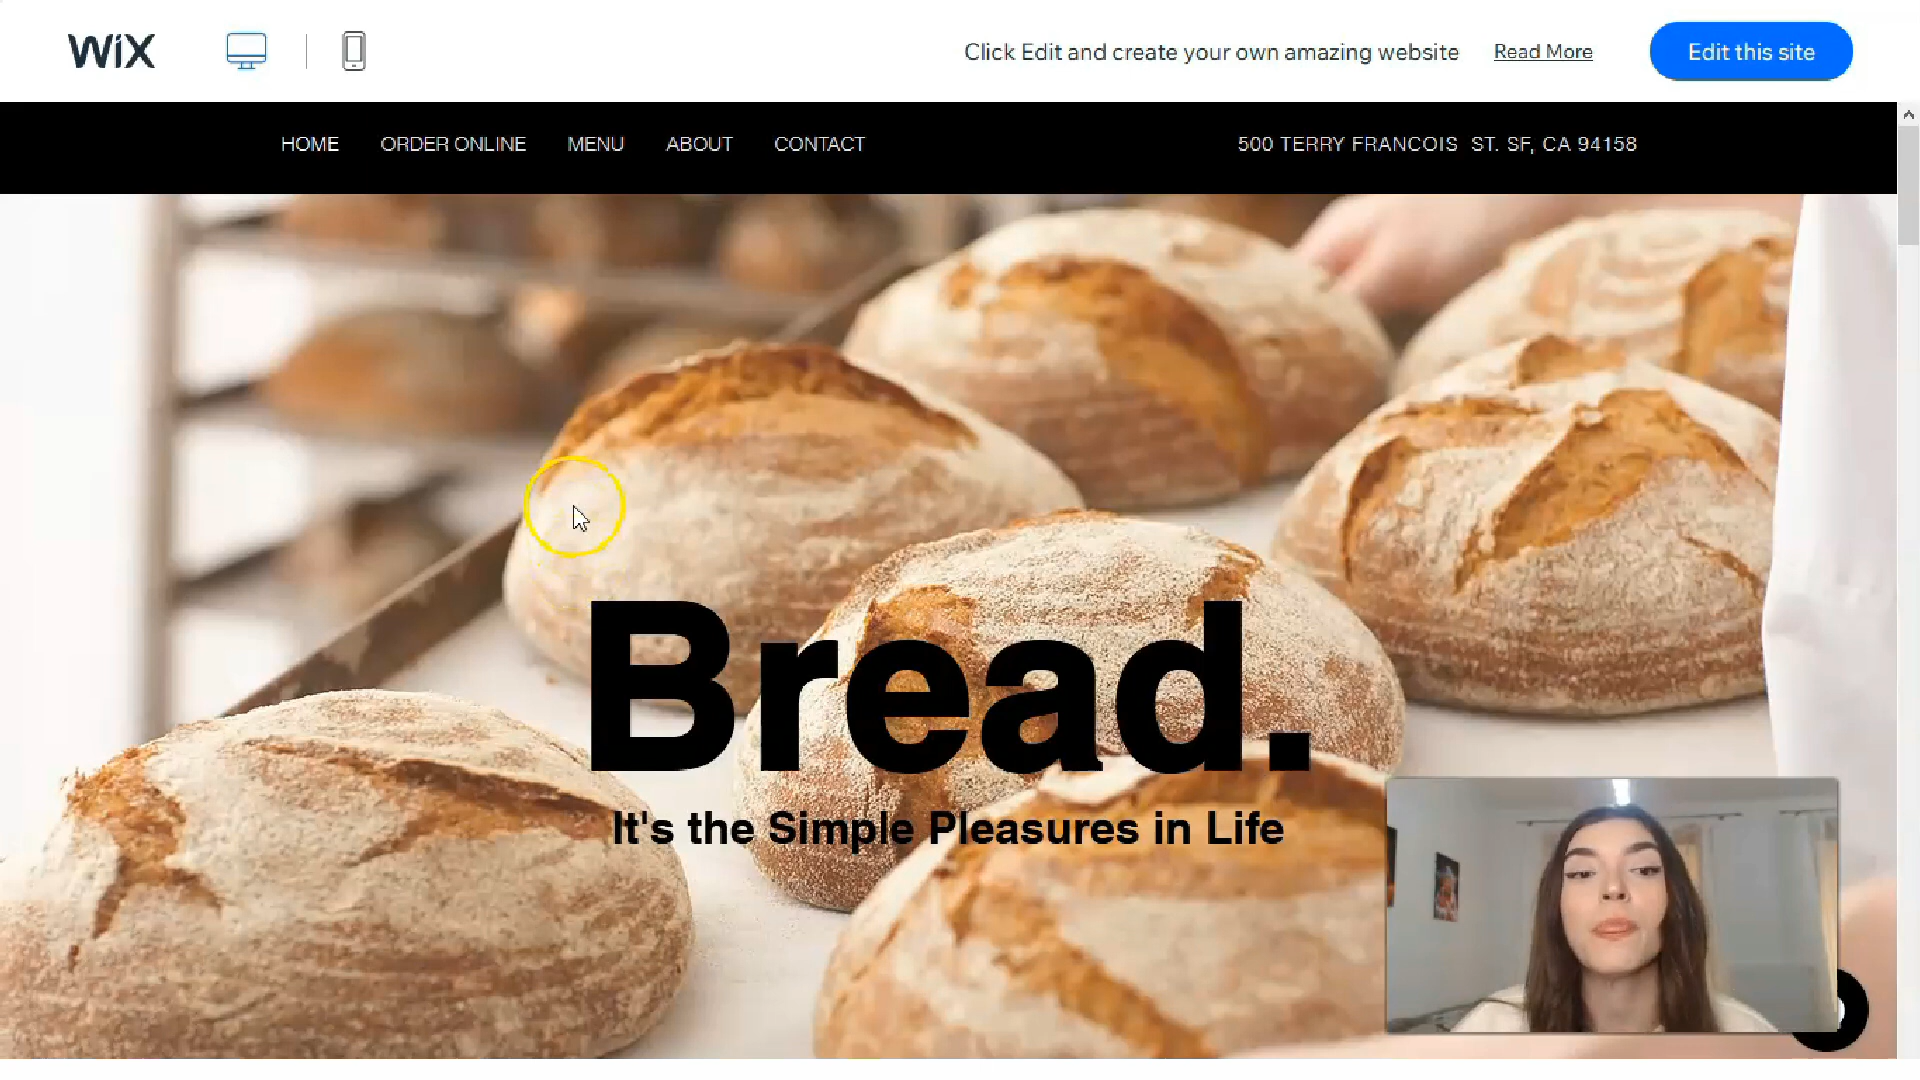 WiX
Click Edit and create your own amazing website
Read More
Edit this site
HOME
ORDER ONLINE
MENU
ABOUT
CONTACT
500 TERRY FRANCOIS ST. SF, CA 94158
Bread.
It's the Simple Pleasures in Life